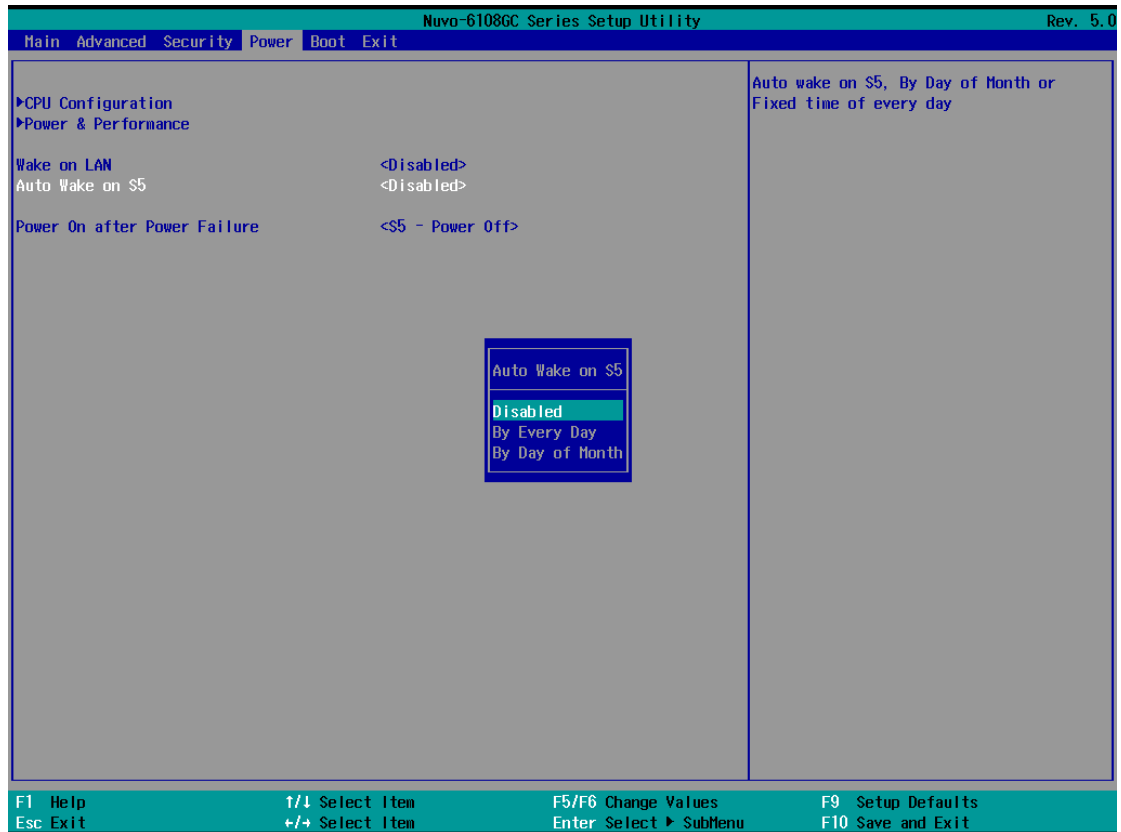 Nuvo-6108GC Series Setup Utility Rev. 5.0
Main Advanced Security Power Boot Exit
▶CPU Configuration
▶Power & Performance
Wake on LAN <Disabled>
Auto Wake on S5 <Disabled>
Power On after Power Failure <S5 - Power Off>
Auto wake on S5, By Day of Month or
Fixed time of every day
Auto Wake on S5
Disabled
By Every Day
By Day of Month
F1 Help ↑/↓ Select Item F5/F6 Change Values F9 Setup Defaults
Esc Exit ←/→ Select Item Enter Select ▶ SubMenu F10 Save and Exit